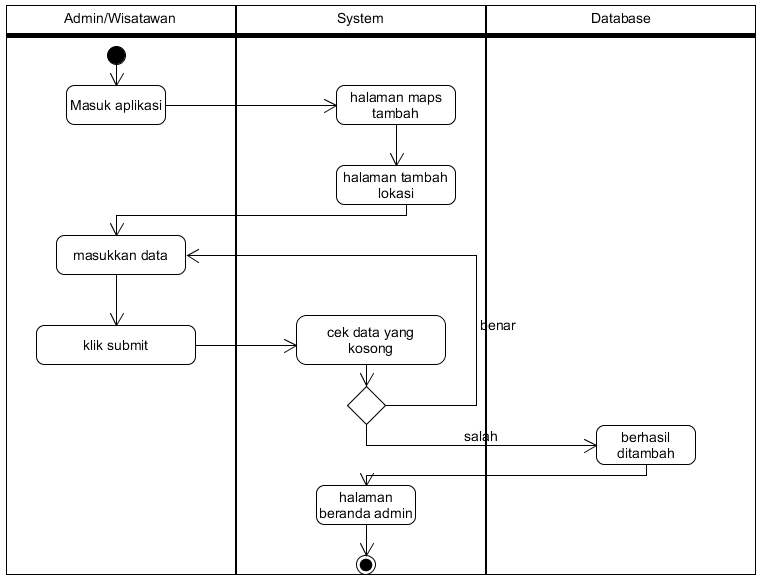 Admin/Wisatawan
System
Database
Masuk aplikasi
halaman maps
tambah
halaman tambah
lokasi
masukkan data
klik submit
cek data yang
kosong
benar
salah
berhasil
ditambah
halaman
beranda admin